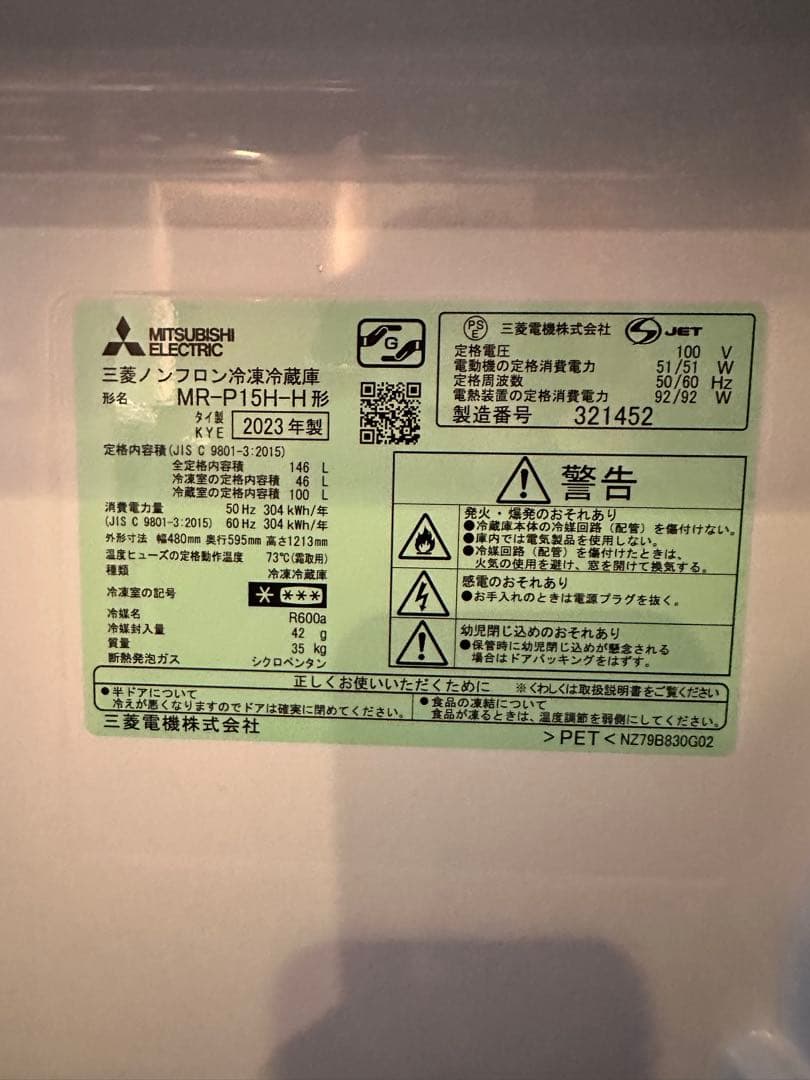 MITSUBISHI
ELECTRIC
三菱ノンフロン冷凍冷蔵庫
形名 MR-P15H-H形
タイ製
KYE
2023年製
定格内容積(JIS C 9801-3:2015)
全定格内容積 146 L
冷凍室の定格内容積 46 L
冷蔵室の定格内容積 100 L
消費電力量 50 Hz 304 kWh/年
(JIS C 9801-3:2015) 60 Hz 304 kWh/年
外形寸法 幅480mm 奥行595mm 高さ1213mm
温度ヒューズの定格動作温度 73℃(霜取用)
種類 冷凍冷蔵庫
冷凍室の記号
冷媒名 R600a
冷媒封入量 42 g
質量 35 kg
断熱発泡ガス シクロペンタン
G
PSE 三菱電機株式会社 JET
定格電圧 100 V
電動機の定格消費電力 51/51 W
定格周波数 50/60 Hz
電熱装置の定格消費電力 92/92 W
製造番号 321452
警告
発火・爆発のおそれあり
●冷蔵庫本体の冷媒回路(配管)を傷付けない。
●庫内では電気製品を使用しない。
●冷媒回路(配管)を傷付けたときは、
火気の使用を避け、窓を開けて換気する。
感電のおそれあり
●お手入れのときは電源プラグを抜く。
幼児閉じ込めのおそれあり
●保管時に幼児閉じ込めが懸念される
場合はドアパッキングをはずす。
正しくお使いいただくために ※くわしくは取扱説明書をご覧ください
●半ドアについて
冷えが悪くなりますのでドアは確実に閉めてください。
●食品の凍結について
食品が凍るときは、温度調節を弱側にしてください。
三菱電機株式会社
>PET< NZ79B830G02